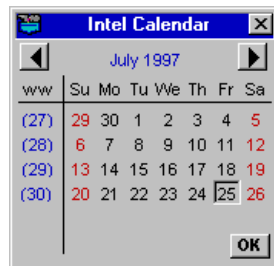 Intel Calendar
July 1997
ww Su Mo Tu We Th Fr Sa
(27) 29 30 1 2 3 4 5
(28) 6 7 8 9 10 11 12
(29) 13 14 15 16 17 18 19
(30) 20 21 22 23 24 25 26
OK